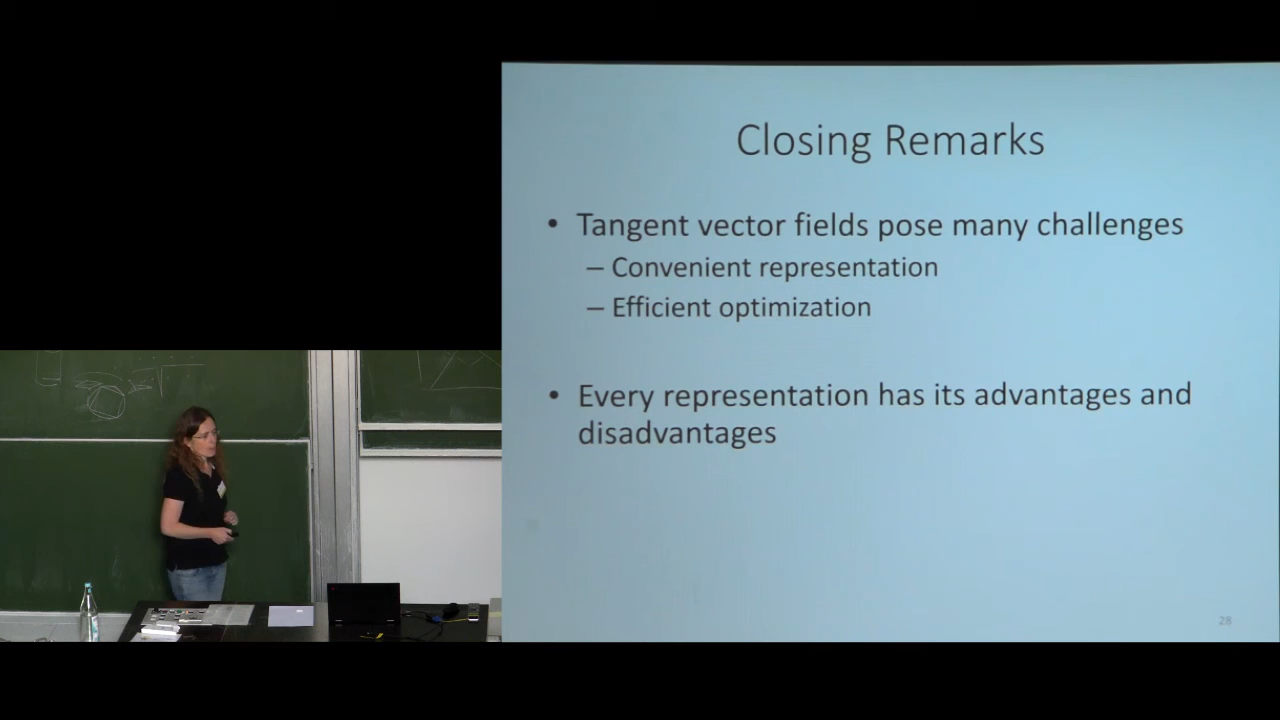 Closing Remarks
• Tangent vector fields pose many challenges
– Convenient representation
– Efficient optimization
• Every representation has its advantages and
disadvantages
28